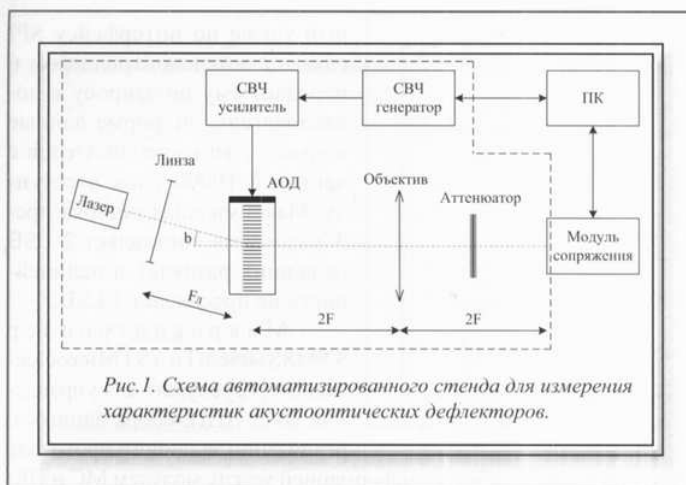 СВЧ
усилитель
СВЧ
генератор
ПК
Линза
АОД
Объектив
Лазер
Аттенюатор
b
Модуль
сопряжения
Fл
2F
2F
Рис.1. Схема автоматизированного стенда для измерения
характеристик акустооптических дефлекторов.